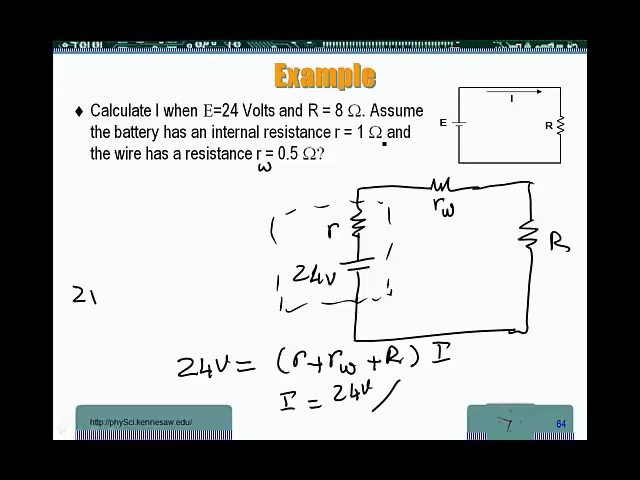 Example
♦ Calculate I when E=24 Volts and R = 8 Ω. Assume
the battery has an internal resistance r = 1 Ω and
the wire has a resistance r = 0.5 Ω?
w
I
E
R
rw
r
R
24v
21
24V = (r+rw+R) I
I = 24V /
http://phySci.kennesaw.edu/
64